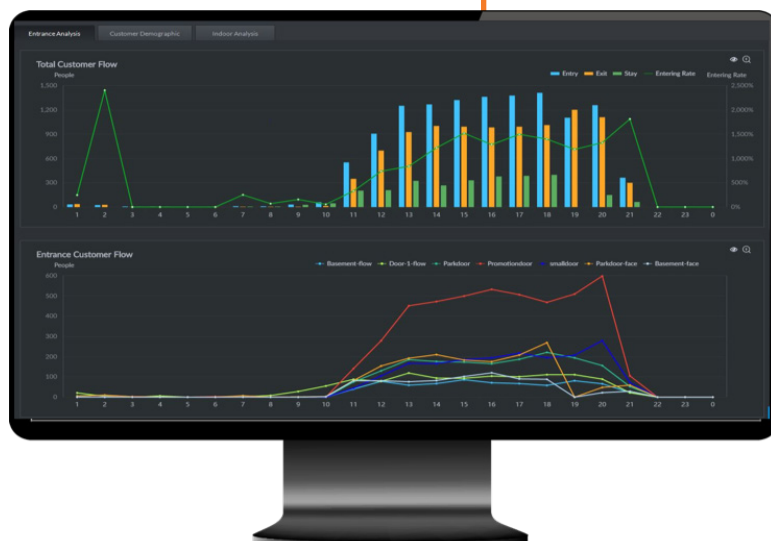 Entrance Analysis Customer Demographic Indoor Analysis
Total Customer Flow
People Entry Exit Stay Entering Rate Entering Rate
1,500 2,500%
1,200 2,000%
900 1,500%
600 1,000%
300 500%
0 0%
1 2 3 4 5 6 7 8 9 10 11 12 13 14 15 16 17 18 19 20 21 22 23 0
Entrance Customer Flow
People Basement-flow Door-1-flow Parkdoor Promotiondoor smalldoor Parkdoor-face Basement-face
600
500
400
300
200
100
0
1 2 3 4 5 6 7 8 9 10 11 12 13 14 15 16 17 18 19 20 21 22 23 0